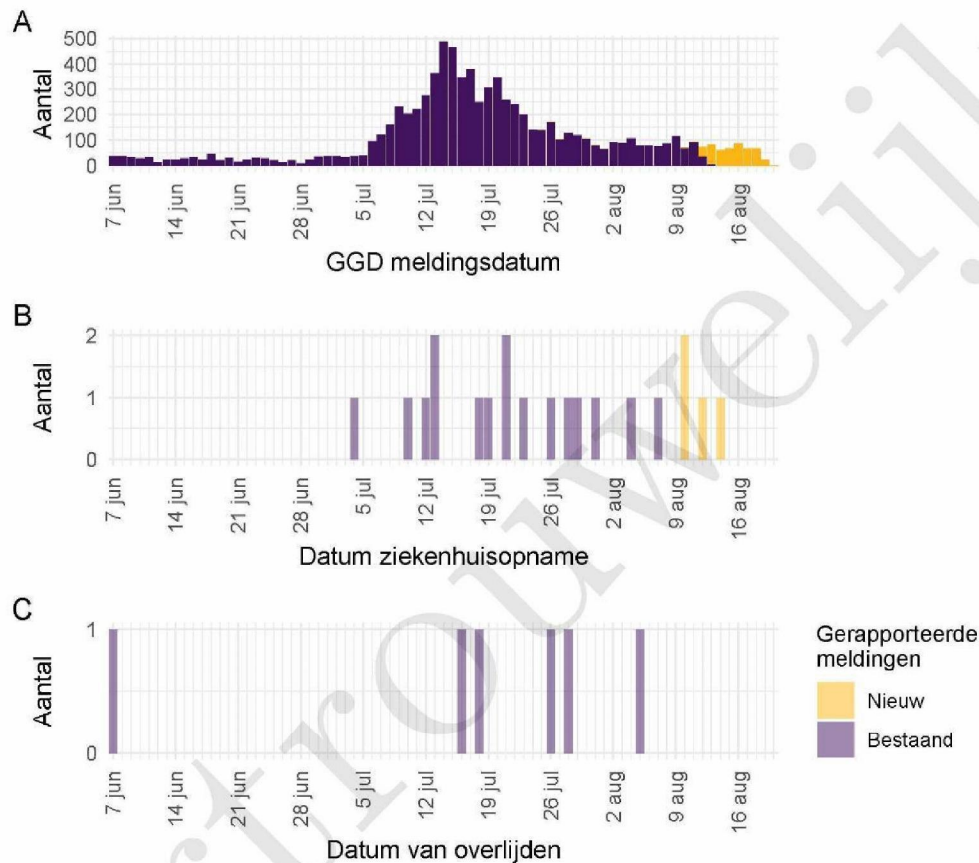 A
Aantal
500
400
300
200
100
0
7 jun
14 jun
21 jun
28 jun
5 jul
12 jul
19 jul
26 jul
2 aug
9 aug
16 aug
GGD meldingsdatum
B
Aantal
2
1
0
7 jun
14 jun
21 jun
28 jun
5 jul
12 jul
19 jul
26 jul
2 aug
9 aug
16 aug
Datum ziekenhuisopname
C
Aantal
1
0
7 jun
14 jun
21 jun
28 jun
5 jul
12 jul
19 jul
26 jul
2 aug
9 aug
16 aug
Datum van overlijden
Gerapporteerde
meldingen
Nieuw
Bestaand
rtrouwelij